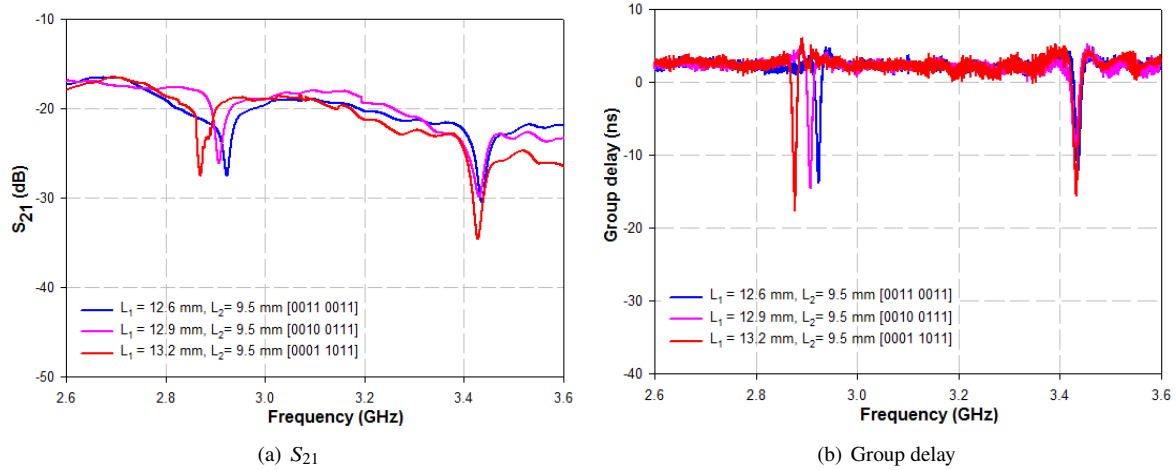 -10
-20
-30
-40
-50
S21 (dB)
L1 = 12.6 mm, L2= 9.5 mm [0011 0011]
L1 = 12.9 mm, L2= 9.5 mm [0010 0111]
L1 = 13.2 mm, L2= 9.5 mm [0001 1011]
2.6 2.8 3.0 3.2 3.4 3.6
Frequency (GHz)
(a) S21
10
0
-10
-20
-30
-40
Group delay (ns)
L1 = 12.6 mm, L2= 9.5 mm [0011 0011]
L1 = 12.9 mm, L2= 9.5 mm [0010 0111]
L1 = 13.2 mm, L2= 9.5 mm [0001 1011]
2.6 2.8 3.0 3.2 3.4 3.6
Frequency (GHz)
(b) Group delay